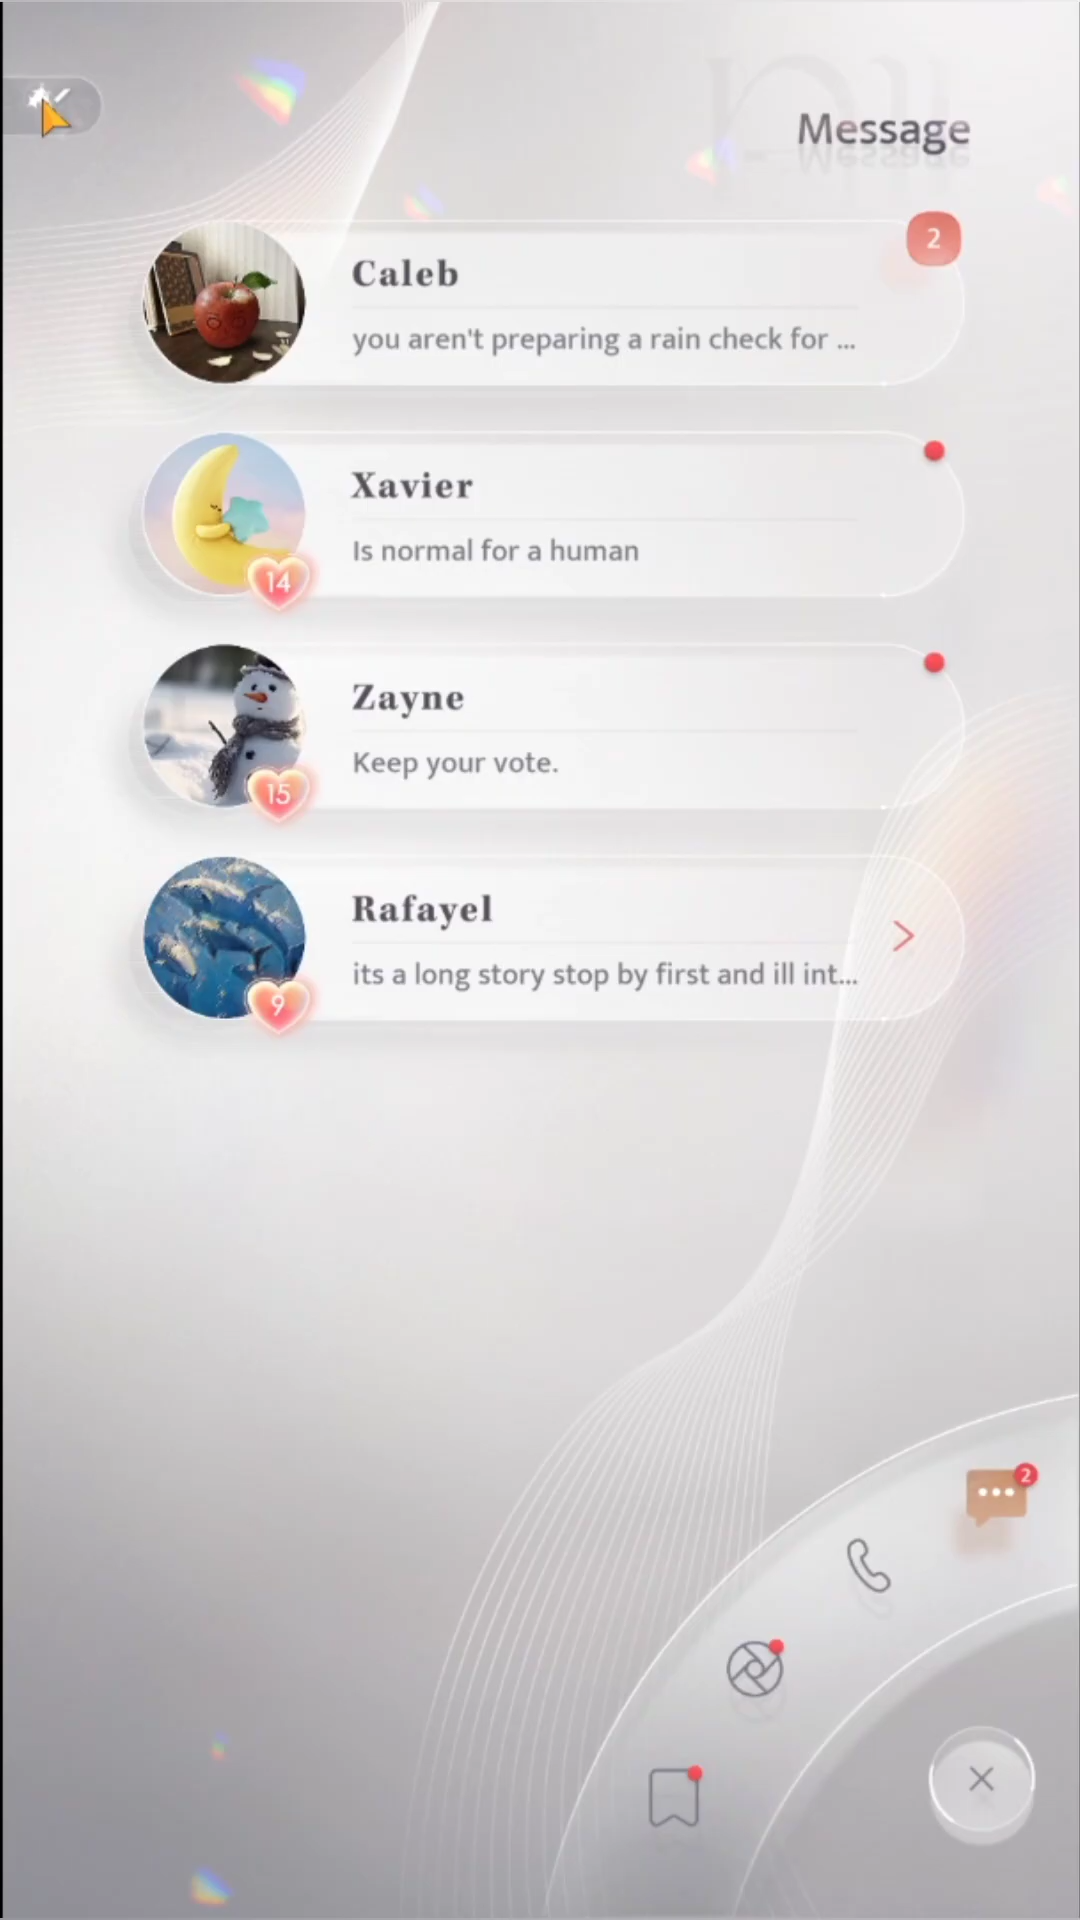 Message
2
Caleb
you aren't preparing a rain check for ...
Xavier
Is normal for a human
14
Zayne
Keep your vote.
15
Rafayel
its a long story stop by first and ill int...
9
2